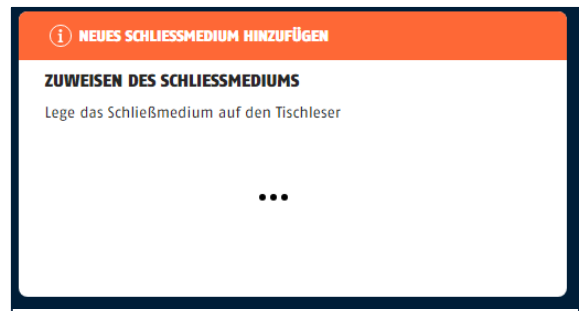 NEUES SCHLIESSMEDIUM HINZUFÜGEN
ZUWEISEN DES SCHLIESSMEDIUMS
Lege das Schließmedium auf den Tischleser